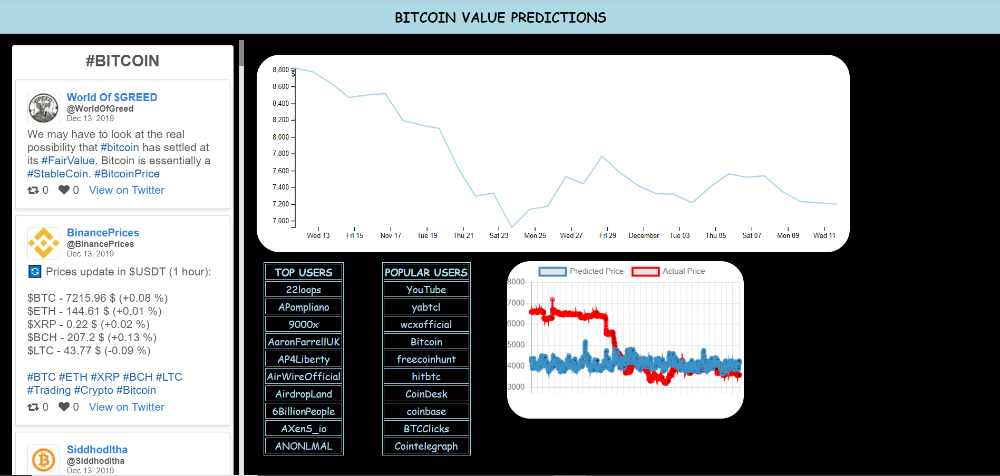 BITCOIN VALUE PREDICTIONS
#BITCOIN
World Of $GREED
@WorldOfGreed
Dec 13, 2019
We may have to look at the real
possibility that #bitcoin has settled at
its #FairValue. Bitcoin is essentially a
#StableCoin. #BitcoinPrice
0 0 View on Twitter
BinancePrices
@BinancePrices
Dec 13, 2019
Prices update in $USDT (1 hour):
$BTC - 7215.96 $ (+0.08 %)
$ETH - 144.61 $ (+0.01 %)
$XRP - 0.22 $ (+0.02 %)
$BCH - 207.2 $ (+0.13 %)
$LTC - 43.77 $ (-0.09 %)
#BTC #ETH #XRP #BCH #LTC
#Trading #Crypto #Bitcoin
0 0 View on Twitter
SiddhodItha
@SiddhodItha
Dec 13, 2019
8,800
$
8,600
8,400
8,200
8,000
7,800
7,600
7,400
7,200
7,000
Wed 13 Fri 15 Nov 17 Tue 19 Thu 21 Sat 23 Mon 25 Wed 27 Fri 29 December Tue 03 Thu 05 Sat 07 Mon 09 Wed 11
TOP USERS
22loops
APompliano
9000x
AaronFarrellUK
AP4Liberty
AirWireOfficial
AirdropLand
6BillionPeople
AXenS_io
ANONLMAL
POPULAR USERS
YouTube
yabtcl
wcxofficial
Bitcoin
freecoinhunt
hitbtc
CoinDesk
coinbase
BTCClicks
Cointelegraph
Predicted Price Actual Price
8000
7000
6000
5000
4000
3000
GREED